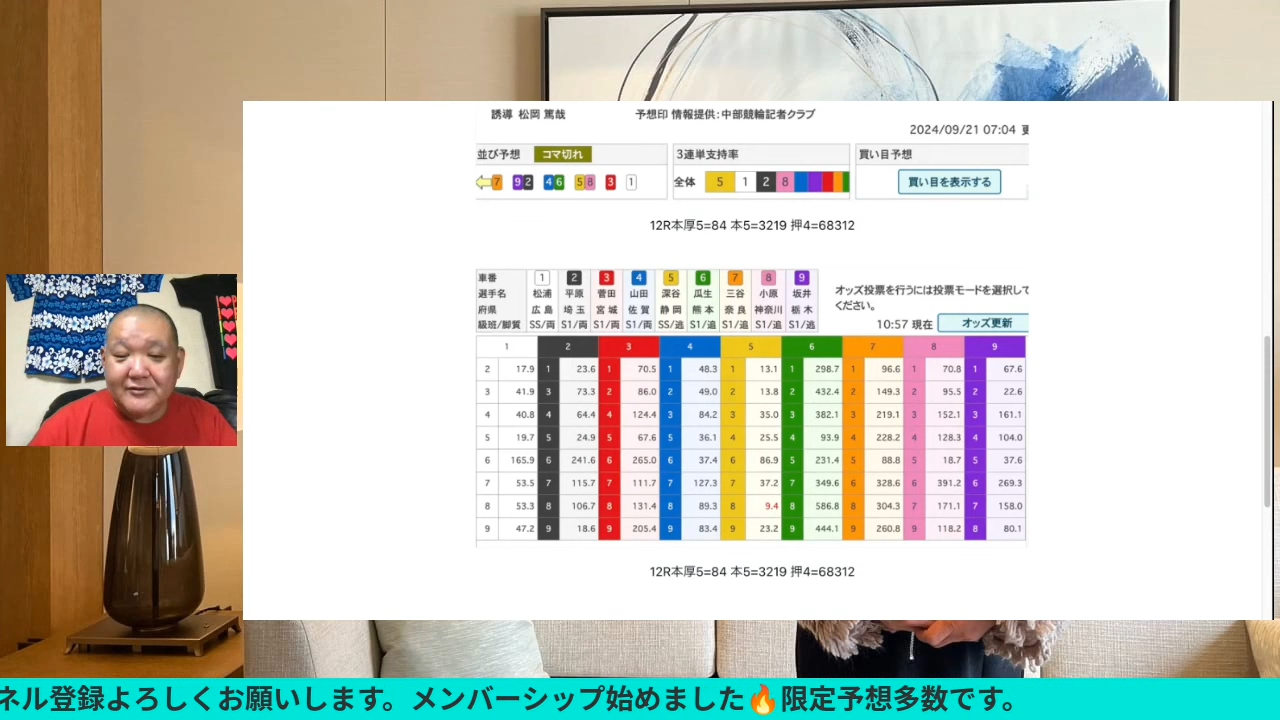 誘導 松岡 篤哉 予想印 情報提供:中部競輪記者クラブ
2024/09/21 07:04 更
並び予想 コマ切れ 3連単支持率 買い目予想
7 9 2 4 6 5 8 3 1 全体 5 1 2 8 買い目を表示する
12R本厚5=84 本5=3219 押4=68312
車番 1 2 3 4 5 6 7 8 9
選手名 松浦 平原 菅田 山田 深谷 瓜生 三谷 小原 坂井
府県 広島 埼玉 宮城 佐賀 静岡 熊本 奈良 神奈川 栃木
級班/脚質 SS/両 S1/両 S1/両 S1/両 SS/逃 S1/追 S1/追 S1/追 S1/逃
オッズ投票を行うには投票モードを選択して
ください。
10:57 現在 オッズ更新
1 2 3 4 5 6 7 8 9
2 17.9 1 23.6 1 70.5 1 48.3 1 13.1 1 298.7 1 96.6 1 70.8 1 67.6
3 41.9 3 73.3 2 86.0 2 49.0 2 13.8 2 432.4 2 149.3 2 95.5 2 22.6
4 40.8 4 64.4 4 124.4 3 84.2 3 35.0 3 382.1 3 219.1 3 152.1 3 161.1
5 19.7 5 24.9 5 67.6 5 36.1 4 25.5 4 93.9 4 228.2 4 128.3 4 104.0
6 165.9 6 241.6 6 265.0 6 37.4 6 86.9 5 231.4 5 88.8 5 18.7 5 37.6
7 53.5 7 115.7 7 111.7 7 127.3 7 37.2 7 349.6 6 328.6 6 391.2 6 269.3
8 53.3 8 106.7 8 131.4 8 89.3 8 9.4 8 586.8 8 304.3 7 171.1 7 158.0
9 47.2 9 18.6 9 205.4 9 83.4 9 23.2 9 444.1 9 260.8 9 118.2 8 80.1
12R本厚5=84 本5=3219 押4=68312
ネル登録よろしくお願いします。メンバーシップ始めました🔥限定予想多数です。